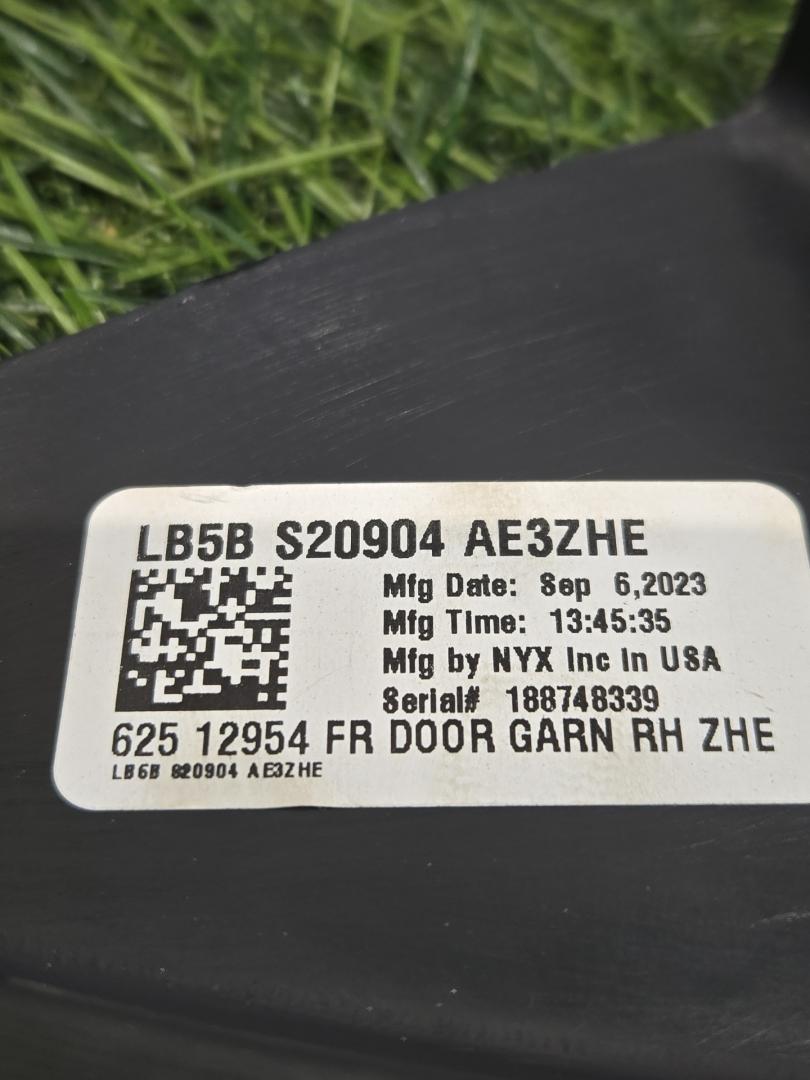 LB5B S20904 AE3ZHE
Mfg Date: Sep 6,2023
Mfg Time: 13:45:35
Mfg by NYX Inc in USA
Serial# 188748339
625 12954 FR DOOR GARN RH ZHE
LB5B S20904 AE3ZHE